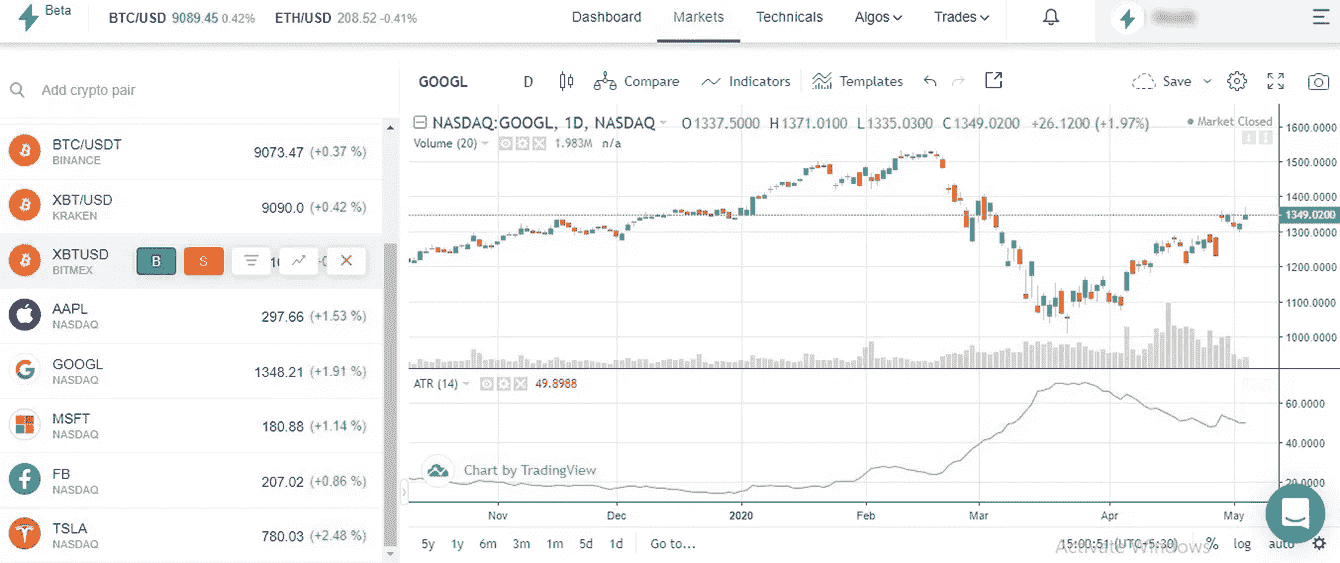 Beta
BTC/USD 9089.45 0.42% ETH/USD 208.52 -0.41%
Dashboard Markets Technicals Algos Trades
Add crypto pair
BTC/USDT
BINANCE
9073.47 (+0.37 %)
XBT/USD
KRAKEN
9090.0 (+0.42 %)
XBTUSD
BITMEX
B S
AAPL
NASDAQ
297.66 (+1.53 %)
GOOGL
NASDAQ
1348.21 (+1.91 %)
MSFT
NASDAQ
180.88 (+1.14 %)
FB
NASDAQ
207.02 (+0.86 %)
TSLA
NASDAQ
780.03 (+2.48 %)
GOOGL D Compare Indicators Templates Save
NASDAQ:GOOGL, 1D, NASDAQ O1337.5000 H1371.0100 L1335.0300 C1349.0200 +26.1200 (+1.97%)
Market Closed
Volume (20) 1.983M n/a
1600.0000
1500.0000
1400.0000
1349.0200
1300.0000
1200.0000
1100.0000
1000.0000
ATR (14) 49.8988
60.0000
40.0000
20.0000
Chart by TradingView
Nov Dec 2020 Feb Mar Apr May
5y 1y 6m 3m 1m 5d 1d Go to... 15:00:51 (UTC+5:30) % log auto
Activate Windows